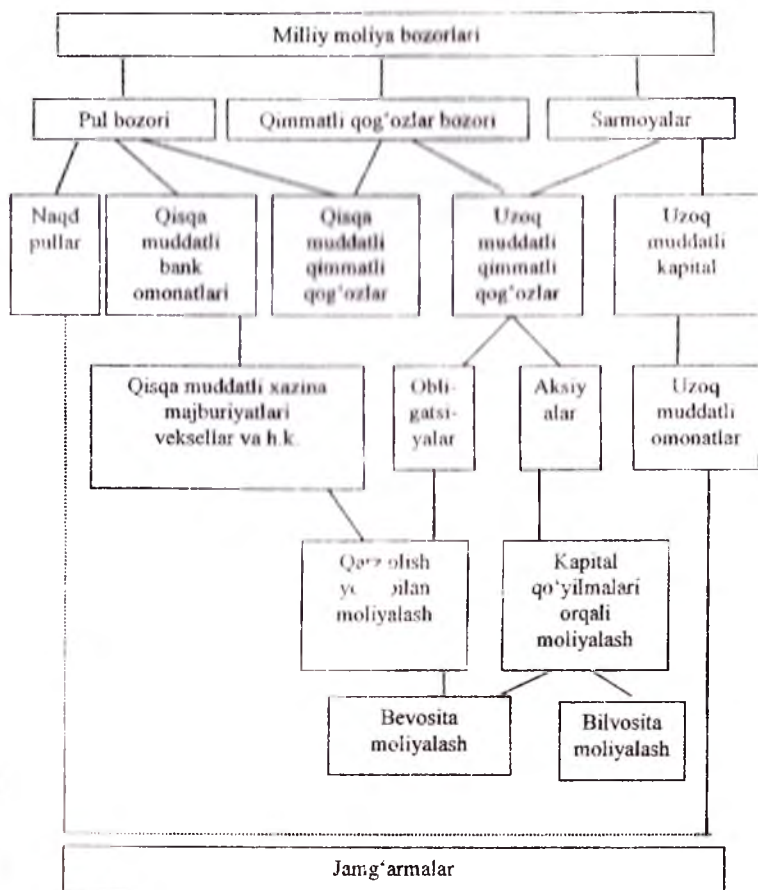 Milliy moliya bozorlari
Pul bozori
Qimmatli qog‘ozlar bozori
Sarmoyalar
Naqd
pullar
Qisqa
muddatli
bank
omonatlari
Qisqa
muddatli
qimmatli
qog‘ozlar
Uzoq
muddatli
qimmatli
qog‘ozlar
Uzoq
muddatli
kapital
Qisqa muddatli xazina
majburiyatlari
veksellar va h.k.
Obli-
gatsi-
yalar
Aksiy
alar
Uzoq
muddatli
omonatlar
olish
moliyalash
Kapital
qo‘yilmalari
orqali
moliyalash
Bevosita
moliyalash
Bilvosita
moliyalash
Jamg‘armalar